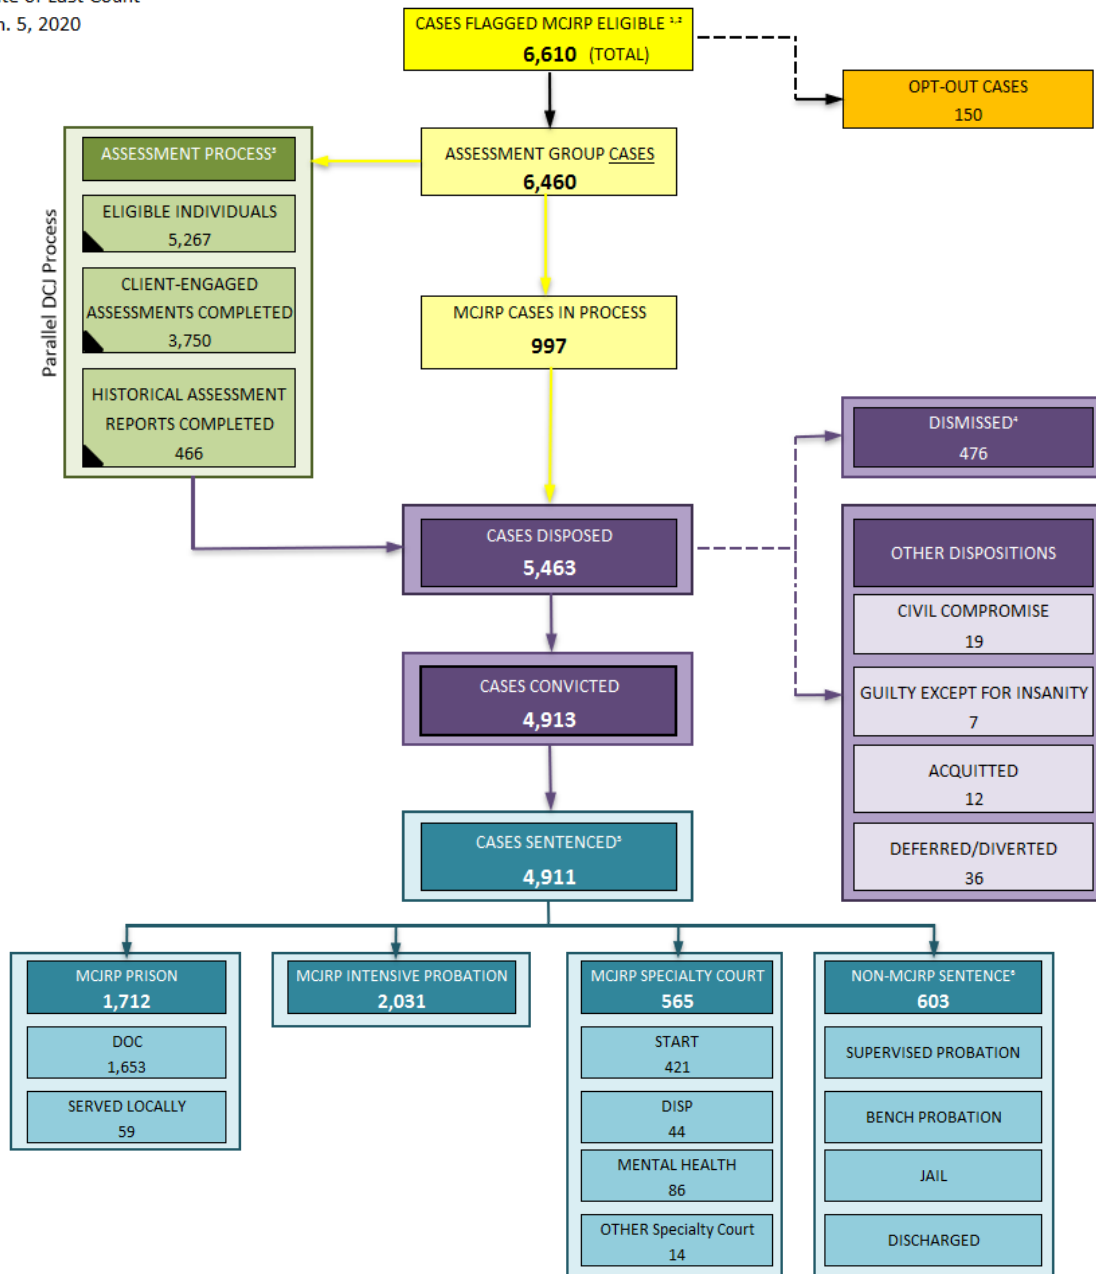 n. 5, 2020
CASES FLAGGED MCJRP ELIGIBLE ¹·²
6,610 (TOTAL)
OPT-OUT CASES
150
ASSESSMENT GROUP CASES
6,460
Parallel DCJ Process
ASSESSMENT PROCESS³
ELIGIBLE INDIVIDUALS
5,267
CLIENT-ENGAGED
ASSESSMENTS COMPLETED
3,750
HISTORICAL ASSESSMENT
REPORTS COMPLETED
466
MCJRP CASES IN PROCESS
997
DISMISSED⁴
476
CASES DISPOSED
5,463
OTHER DISPOSITIONS
CIVIL COMPROMISE
19
GUILTY EXCEPT FOR INSANITY
7
ACQUITTED
12
DEFERRED/DIVERTED
36
CASES CONVICTED
4,913
CASES SENTENCED⁵
4,911
MCJRP PRISON
1,712
DOC
1,653
SERVED LOCALLY
59
MCJRP INTENSIVE PROBATION
2,031
MCJRP SPECIALTY COURT
565
START
421
DISP
44
MENTAL HEALTH
86
OTHER Specialty Court
14
NON-MCJRP SENTENCE⁶
603
SUPERVISED PROBATION
BENCH PROBATION
JAIL
DISCHARGED